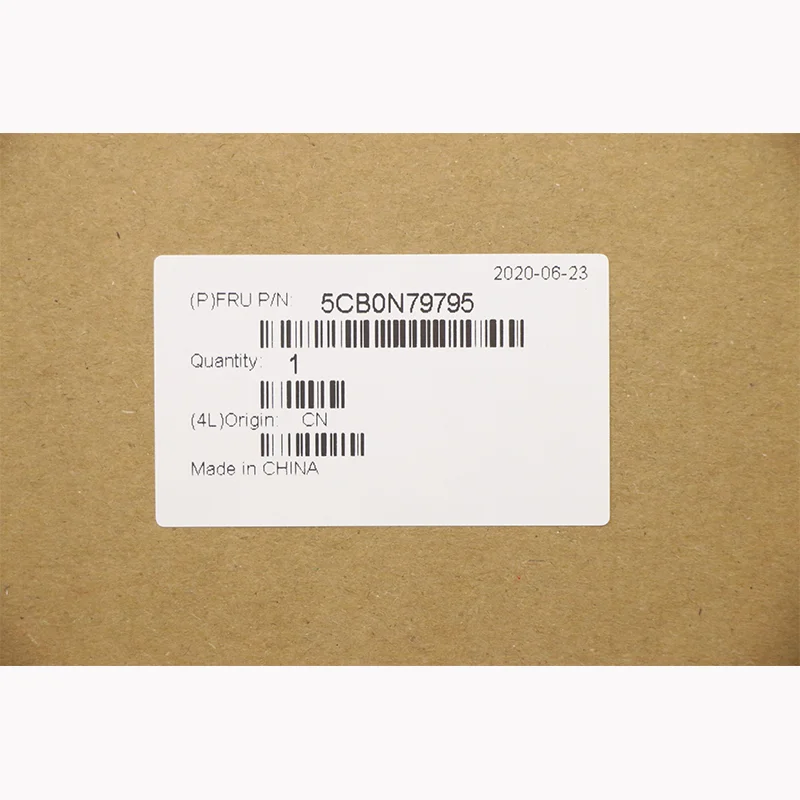 2020-06-23
(P)FRU P/N: 5CB0N79795
Quantity: 1
(4L)Origin: CN
Made in CHINA